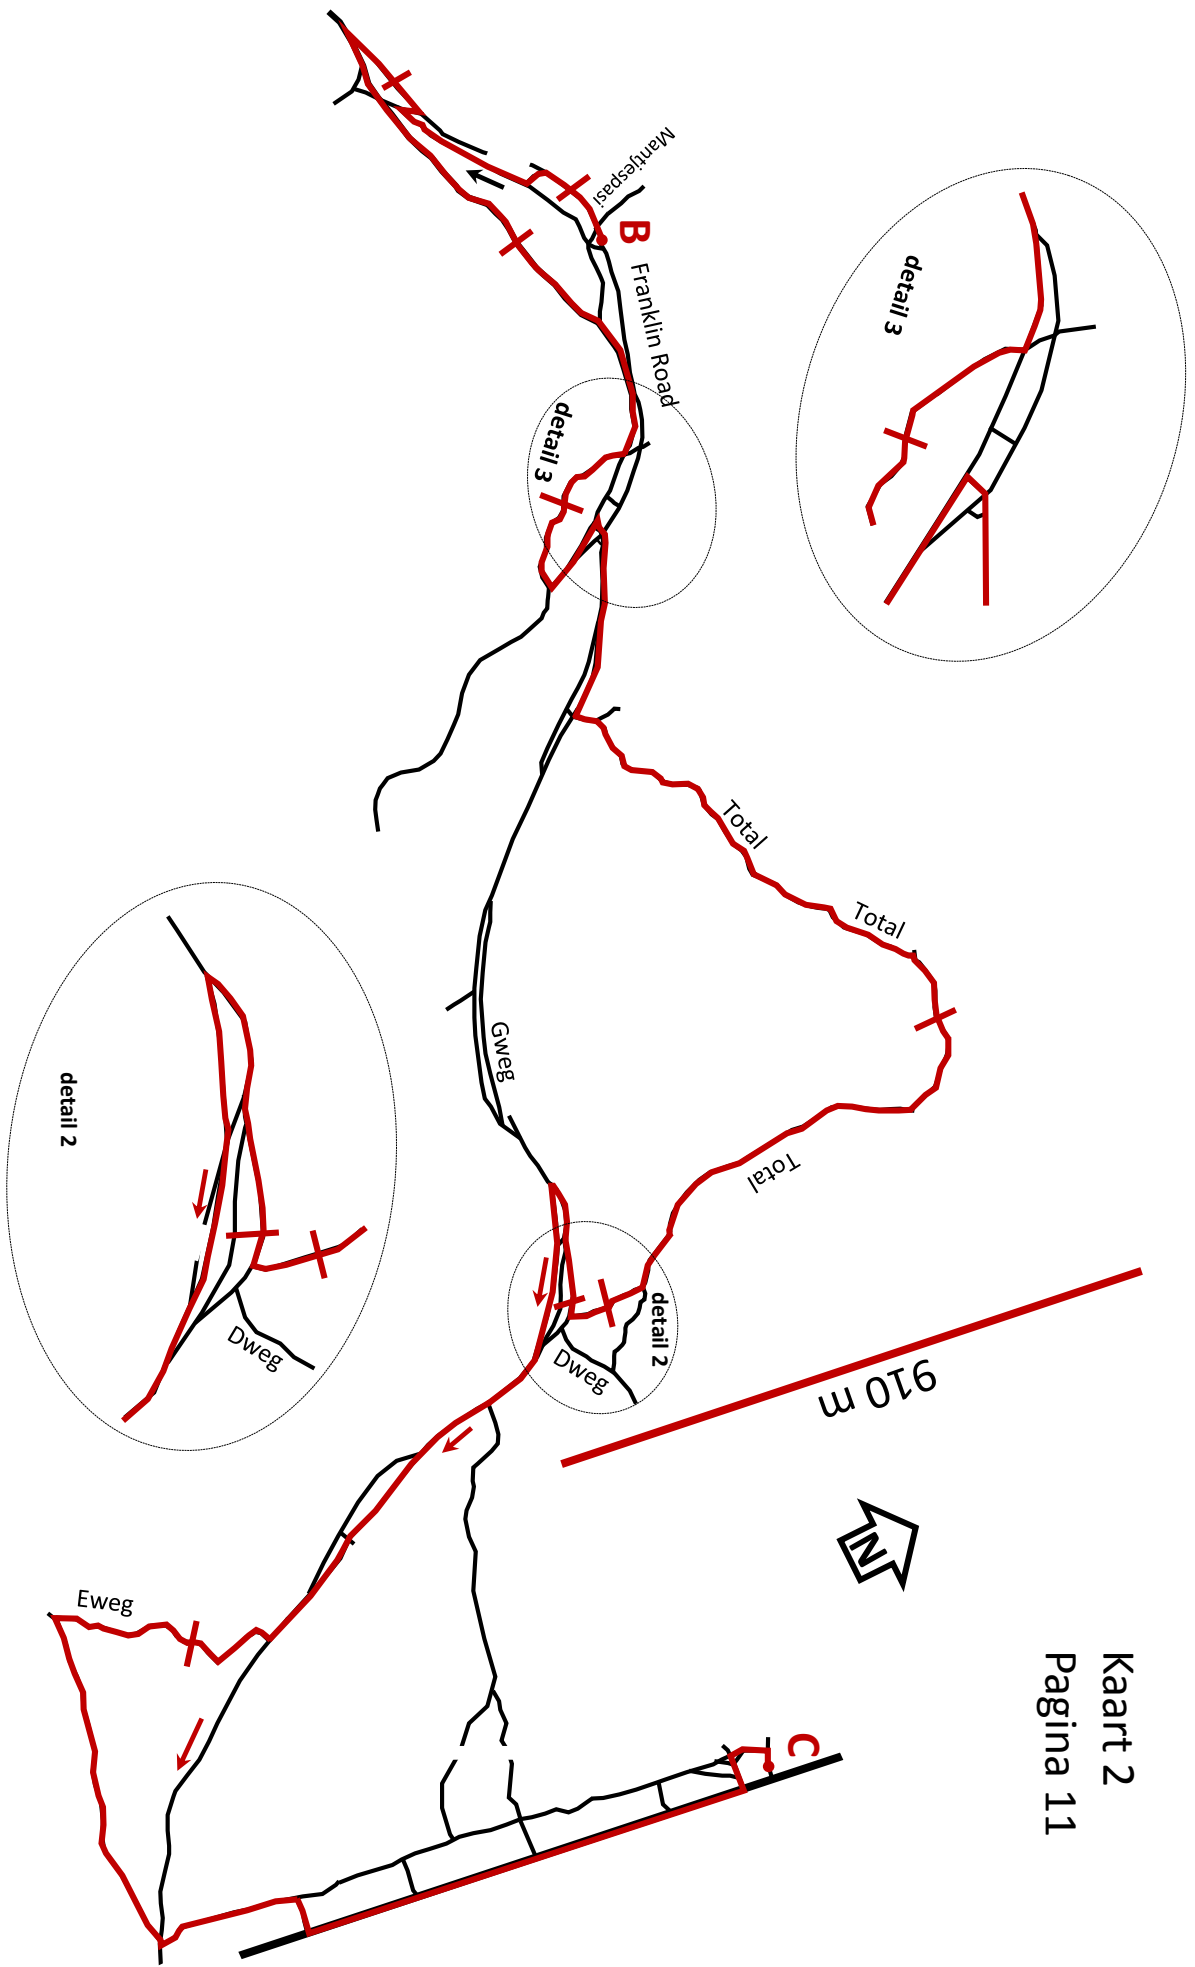 Kaart 2
Pagina 11
N
910 m
C
Mantjiespasi
B
Franklin Road
detail 3
detail 3
Total
Total
Total
Gweg
detail 2
Dweg
detail 2
Dweg
Eweg